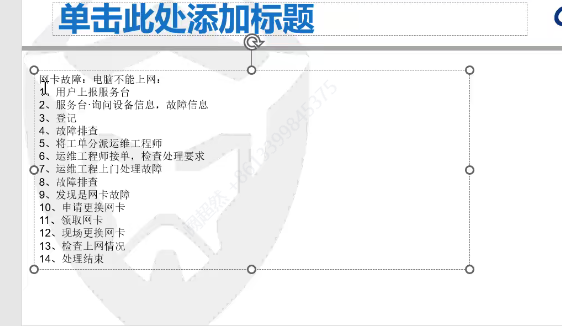 单击此处添加标题
网卡故障：电脑不能上网：
1、用户上报服务台
2、服务台·询问设备信息，故障信息
3、登记
4、故障排查
5、将工单分派运维工程师
6、运维工程师接单，检查处理要求
7、运维工程上门处理故障
8、故障排查
9、发现是网卡故障
10、申请更换网卡
11、领取网卡
12、现场更换网卡
13、检查上网情况
14、处理结束